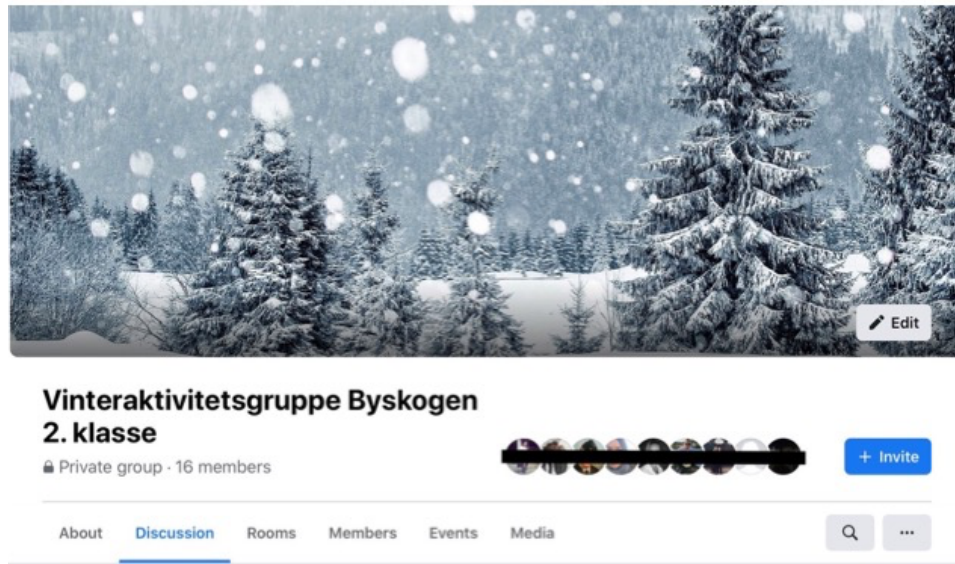 Edit
Vinteraktivitetsgruppe Byskogen
2. klasse
Private group · 16 members
+ Invite
About Discussion Rooms Members Events Media